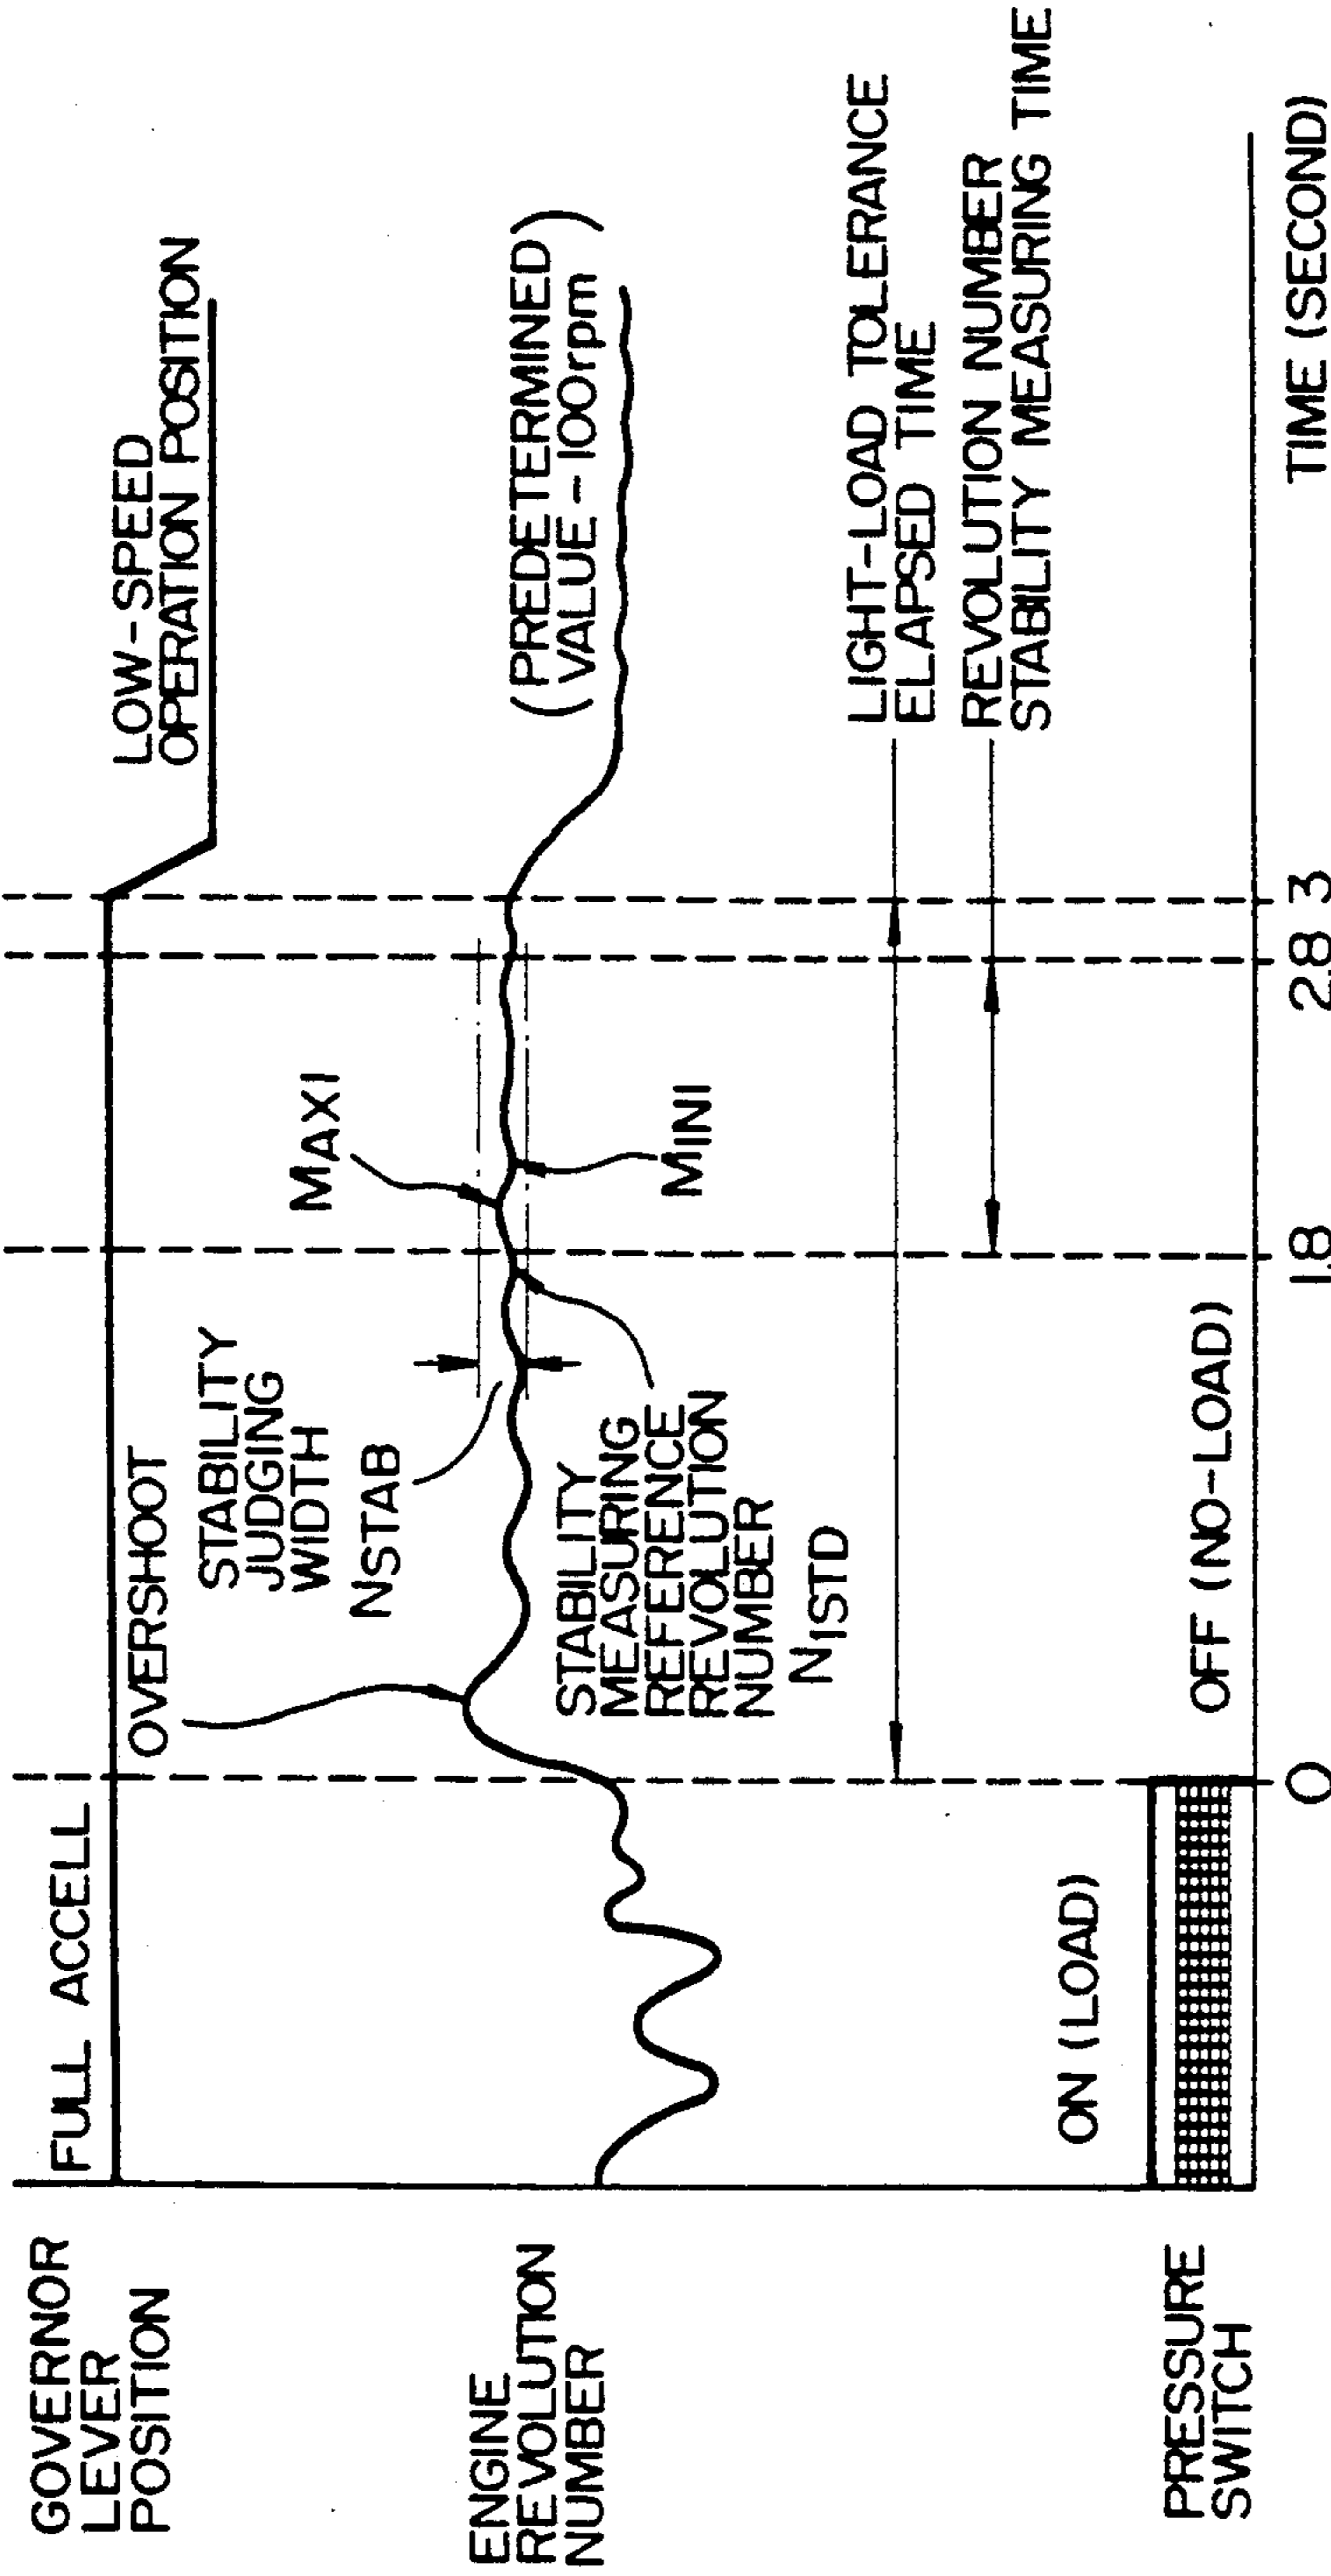 GOVERNOR
LEVER
POSITION
FULL ACCELL
LOW-SPEED
OPERATION POSITION
ENGINE
REVOLUTION
NUMBER
OVERSHOOT
STABILITY
JUDGING
WIDTH
NSTAB
MAXI
MINI
STABILITY
MEASURING
REFERENCE
REVOLUTION
NUMBER
NISTD
(PREDETERMINED)
(VALUE - 100rpm)
LIGHT-LOAD TOLERANCE
ELAPSED TIME
REVOLUTION NUMBER
STABILITY MEASURING TIME
PRESSURE
SWITCH
ON (LOAD)
OFF (NO-LOAD)
0
1.8
2.8
3
TIME (SECOND)